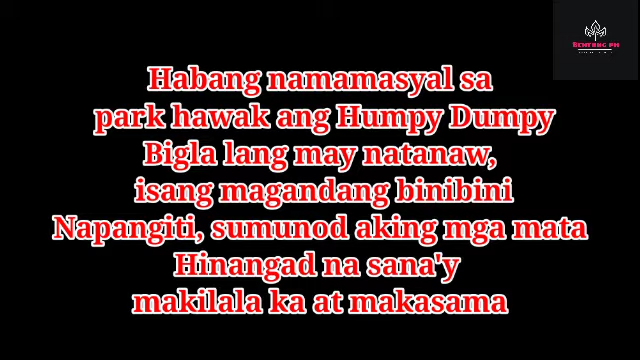 Habang namamasyal sa
park hawak ang Humpy Dumpy
Bigla lang may natanaw,
isang magandang binibini
Napangiti, sumunod aking mga mata
Hinangad na sana'y
makilala ka at makasama